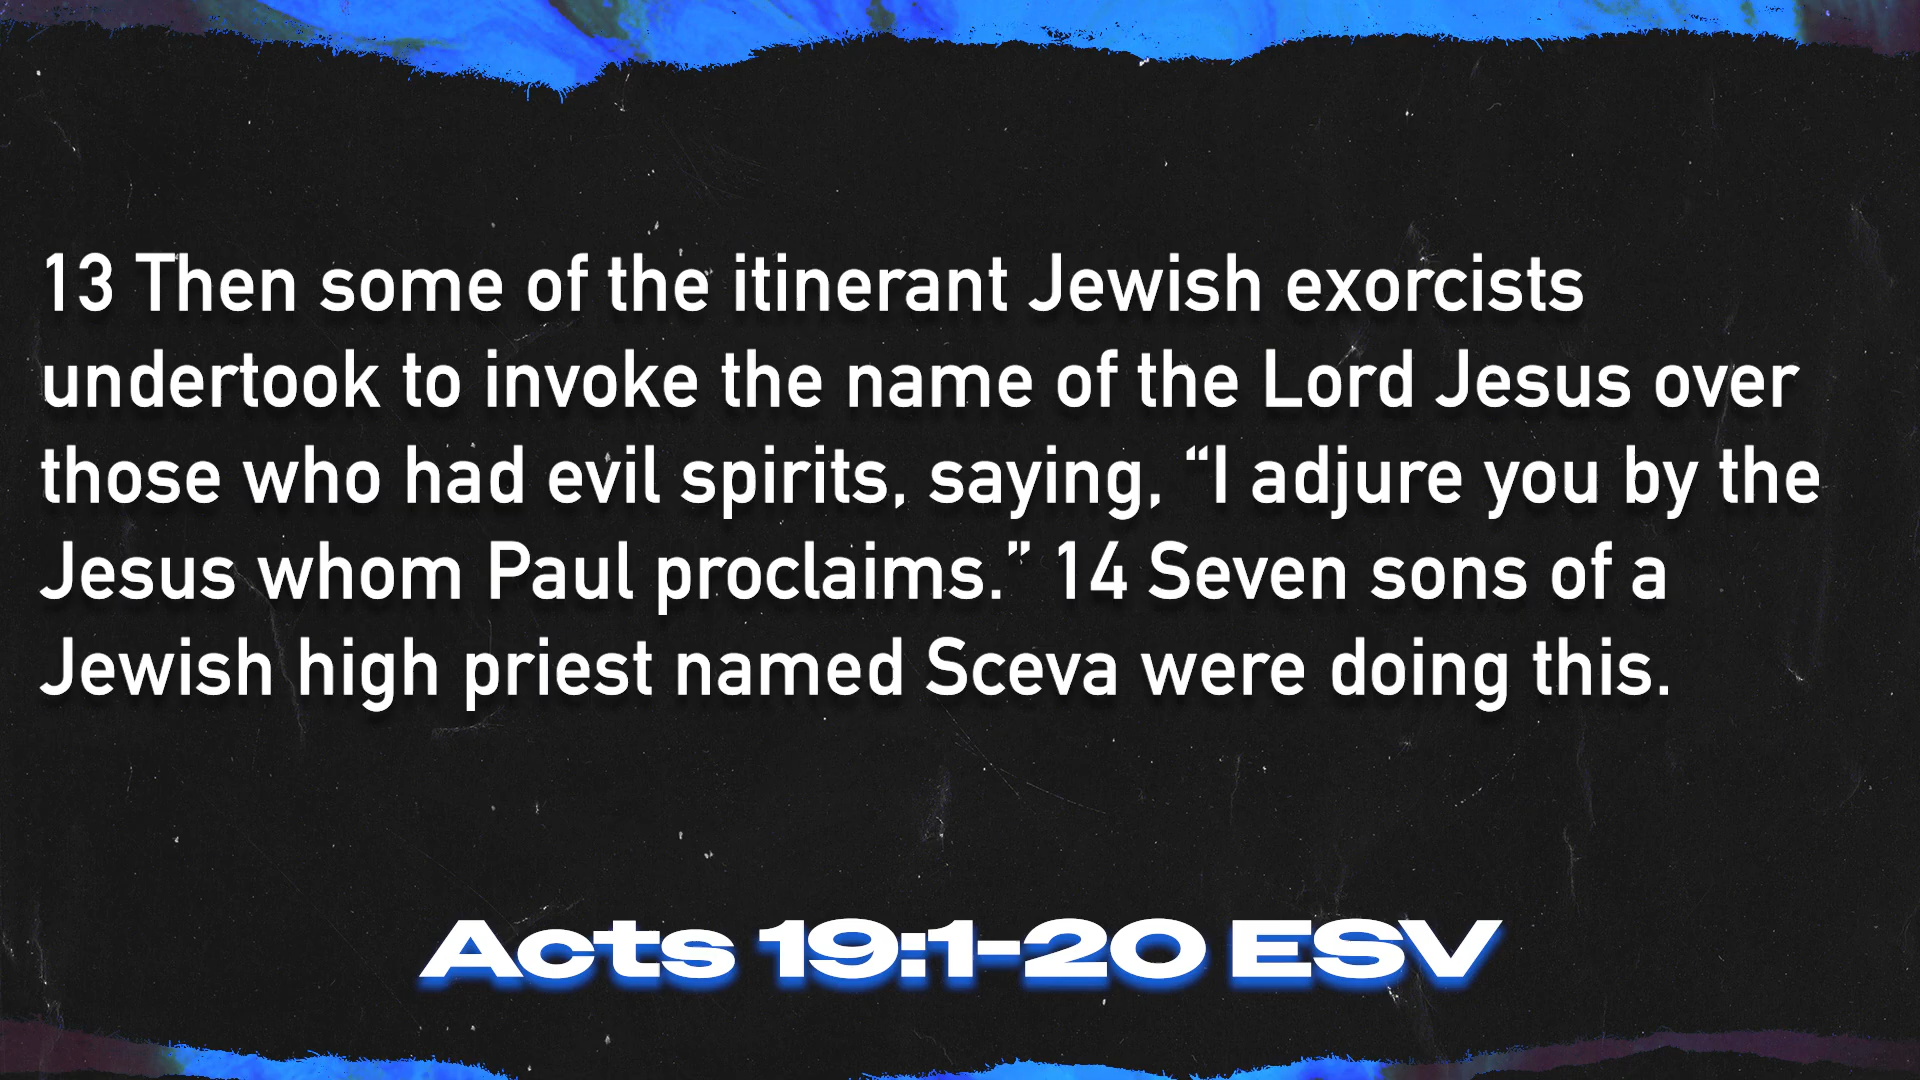 13 Then some of the itinerant Jewish exorcists
undertook to invoke the name of the Lord Jesus over
those who had evil spirits, saying, “I adjure you by the
Jesus whom Paul proclaims.” 14 Seven sons of a
Jewish high priest named Sceva were doing this.
Acts 19:1-20 ESV